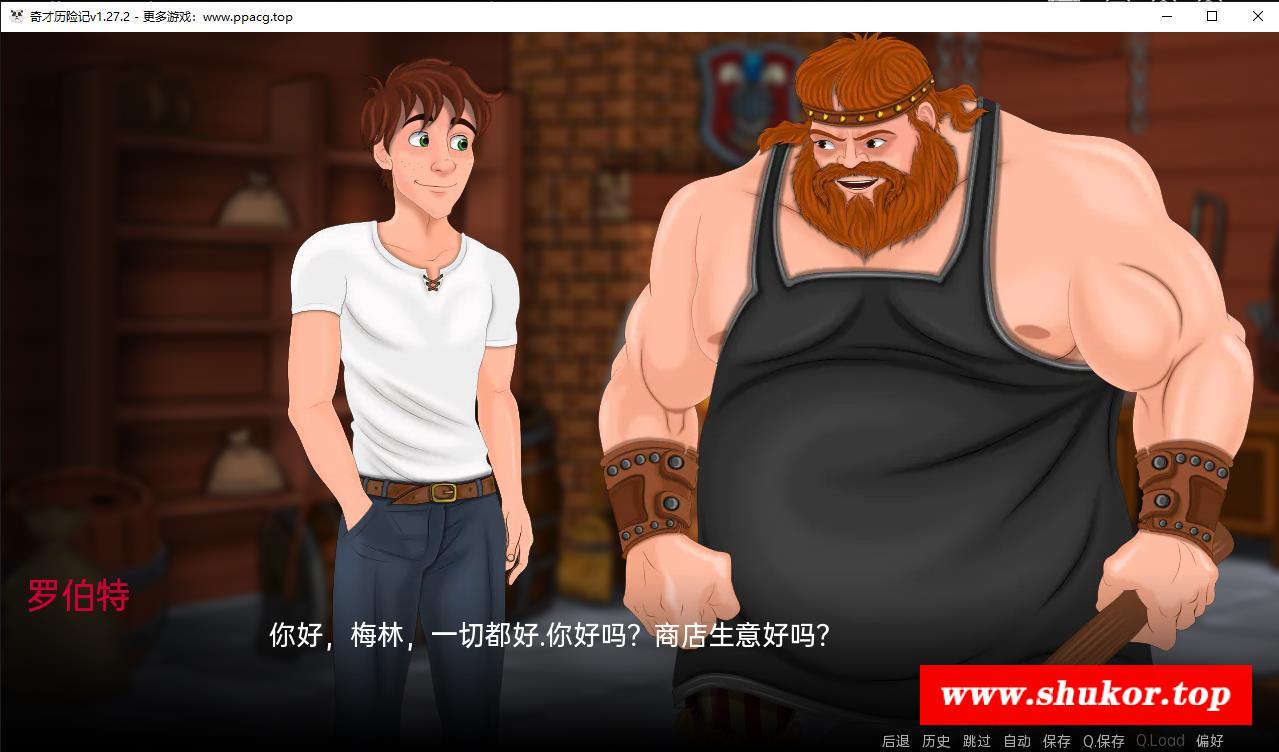 奇才历险记v1.27.2 - 更多游戏：www.ppacg.top
罗伯特
你好，梅林，一切都好.你好吗？商店生意好吗？
www.shukor.top
后退 历史 跳过 自动 保存 Q.保存 Q.Load 偏好